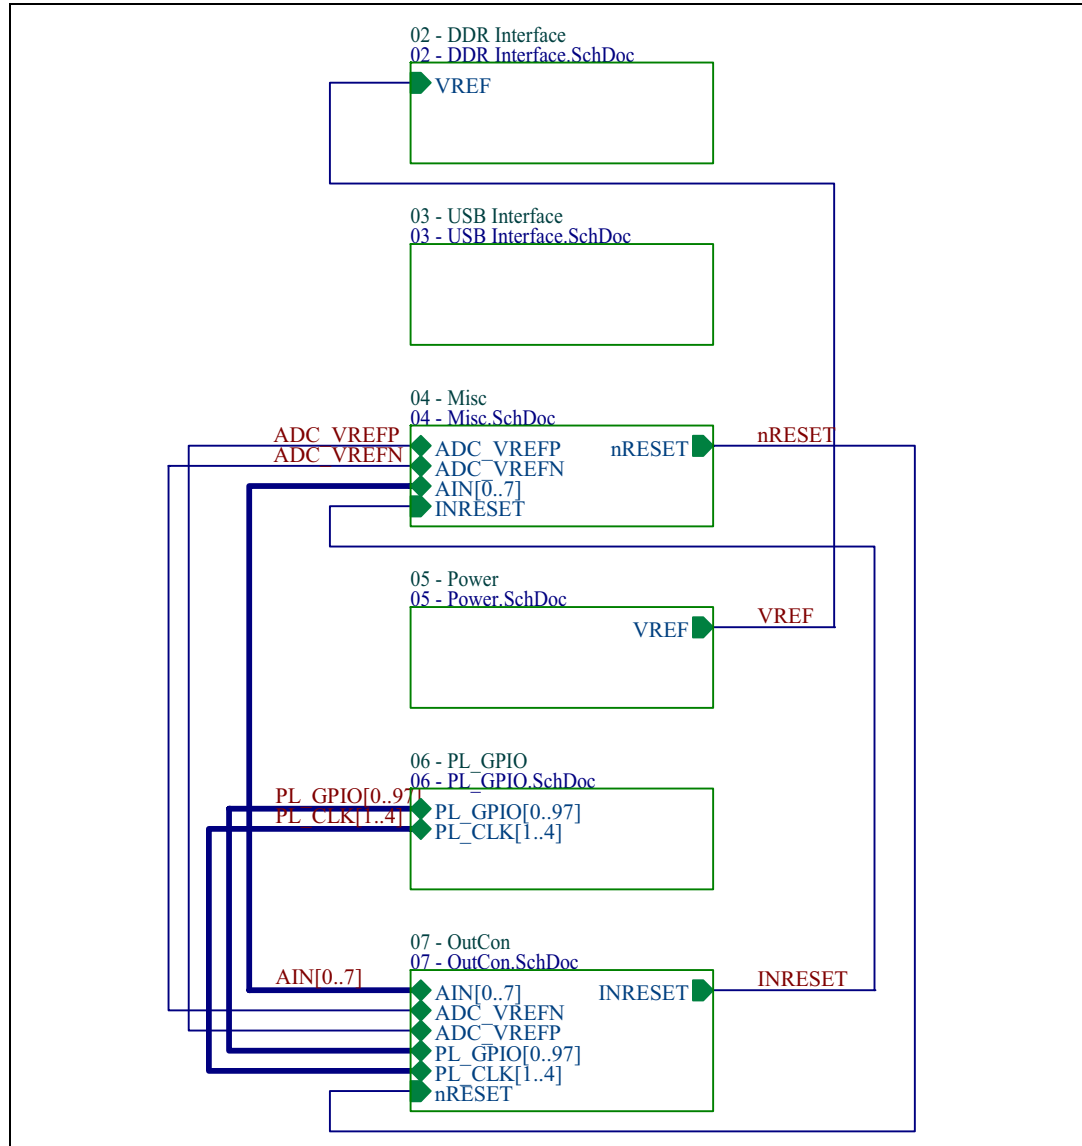 02 - DDR Interface
02 - DDR Interface.SchDoc
VREF
03 - USB Interface
03 - USB Interface.SchDoc
04 - Misc
04 - Misc.SchDoc
ADC_VREFP
ADC_VREFN
ADC_VREFP
ADC_VREFN
AIN[0..7]
INRESET
nRESET
nRESET
05 - Power
05 - Power.SchDoc
VREF
VREF
06 - PL_GPIO
06 - PL_GPIO.SchDoc
PL_GPIO[0..97]
PL_CLK[1..4]
PL_GPIO[0..97]
PL_CLK[1..4]
07 - OutCon
07 - OutCon.SchDoc
AIN[0..7]
AIN[0..7]
ADC_VREFN
ADC_VREFP
PL_GPIO[0..97]
PL_CLK[1..4]
nRESET
INRESET
INRESET